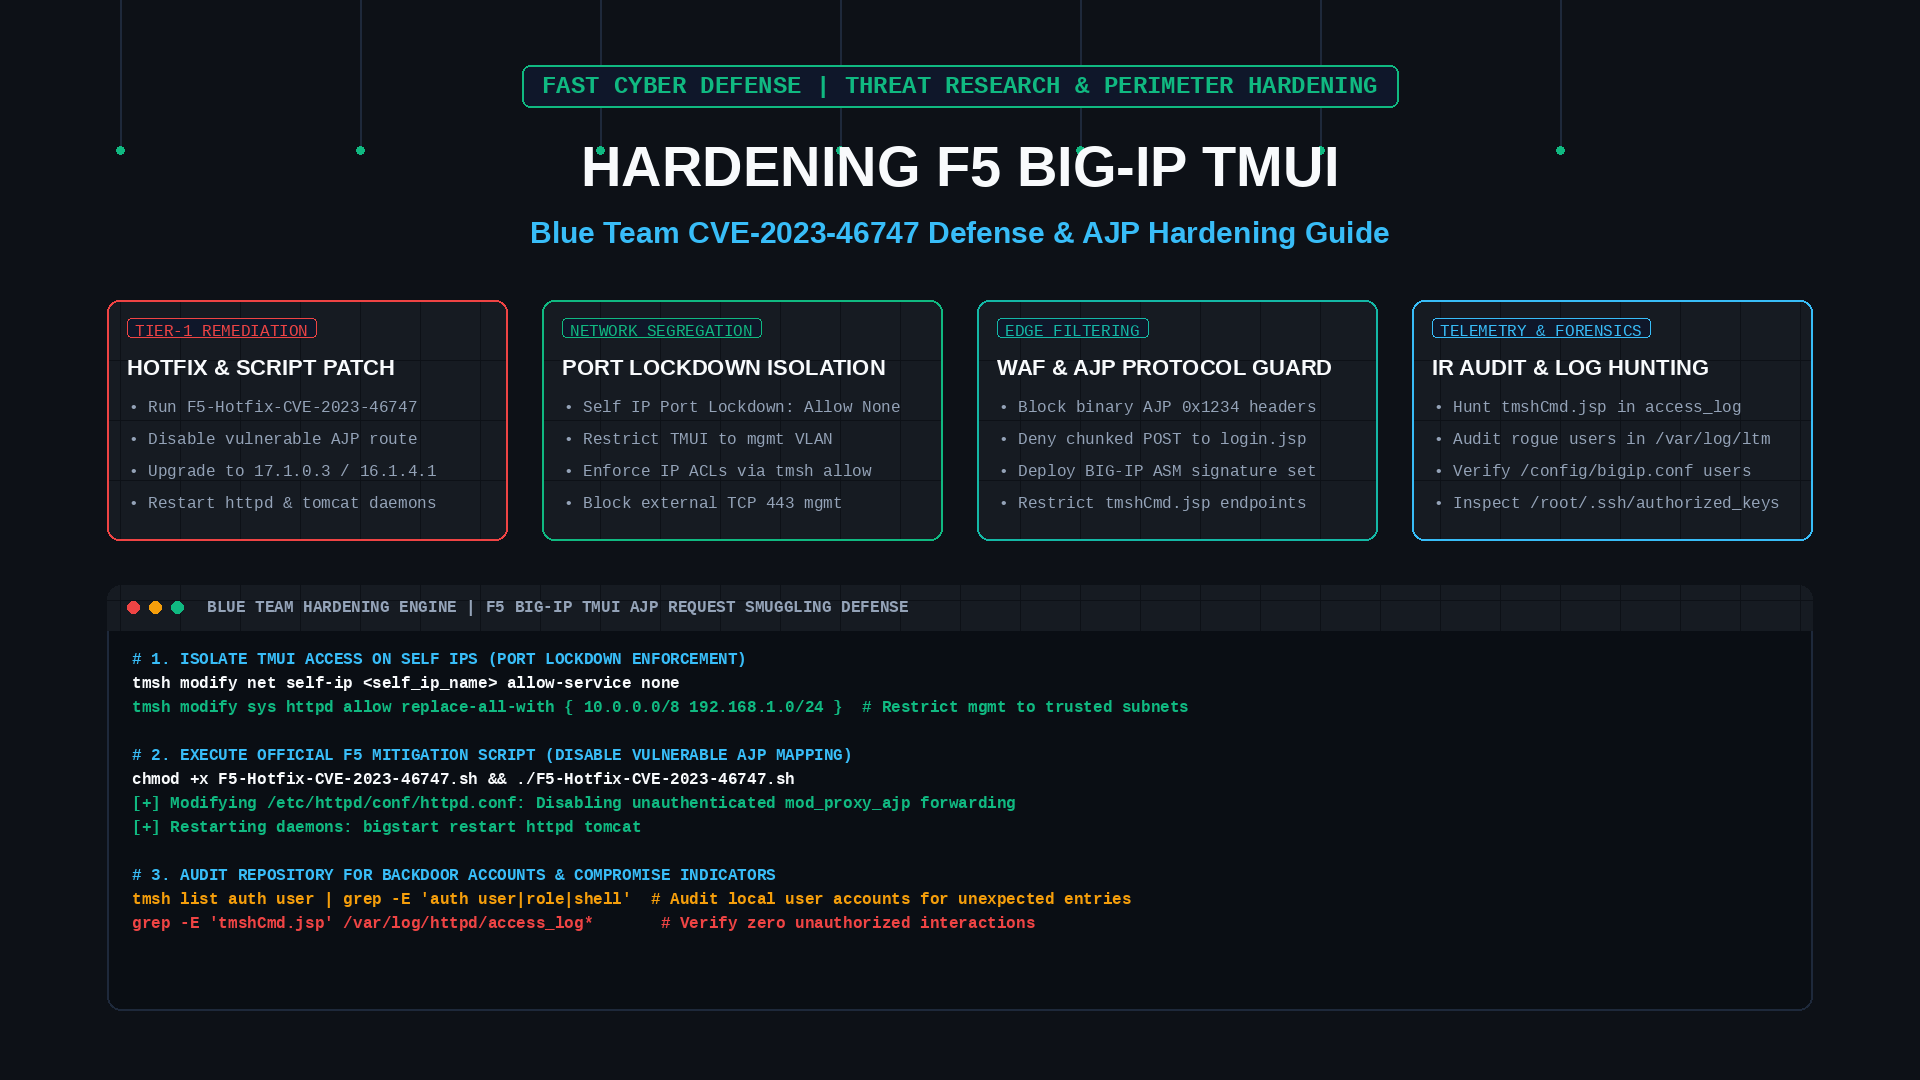 FAST CYBER DEFENSE | THREAT RESEARCH & PERIMETER HARDENING
HARDENING F5 BIG-IP TMUI
Blue Team CVE-2023-46747 Defense & AJP Hardening Guide
TIER-1 REMEDIATION
HOTFIX & SCRIPT PATCH
• Run F5-Hotfix-CVE-2023-46747
• Disable vulnerable AJP route
• Upgrade to 17.1.0.3 / 16.1.4.1
• Restart httpd & tomcat daemons
NETWORK SEGREGATION
PORT LOCKDOWN ISOLATION
• Self IP Port Lockdown: Allow None
• Restrict TMUI to mgmt VLAN
• Enforce IP ACLs via tmsh allow
• Block external TCP 443 mgmt
EDGE FILTERING
WAF & AJP PROTOCOL GUARD
• Block binary AJP 0x1234 headers
• Deny chunked POST to login.jsp
• Deploy BIG-IP ASM signature set
• Restrict tmshCmd.jsp endpoints
TELEMETRY & FORENSICS
IR AUDIT & LOG HUNTING
• Hunt tmshCmd.jsp in access_log
• Audit rogue users in /var/log/ltm
• Verify /config/bigip.conf users
• Inspect /root/.ssh/authorized_keys
BLUE TEAM HARDENING ENGINE | F5 BIG-IP TMUI AJP REQUEST SMUGGLING DEFENSE
# 1. ISOLATE TMUI ACCESS ON SELF IPS (PORT LOCKDOWN ENFORCEMENT)
tmsh modify net self-ip <self_ip_name> allow-service none
tmsh modify sys httpd allow replace-all-with { 10.0.0.0/8 192.168.1.0/24 }  # Restrict mgmt to trusted subnets
# 2. EXECUTE OFFICIAL F5 MITIGATION SCRIPT (DISABLE VULNERABLE AJP MAPPING)
chmod +x F5-Hotfix-CVE-2023-46747.sh && ./F5-Hotfix-CVE-2023-46747.sh
[+] Modifying /etc/httpd/conf/httpd.conf: Disabling unauthenticated mod_proxy_ajp forwarding
[+] Restarting daemons: bigstart restart httpd tomcat
# 3. AUDIT REPOSITORY FOR BACKDOOR ACCOUNTS & COMPROMISE INDICATORS
tmsh list auth user | grep -E 'auth user|role|shell'  # Audit local user accounts for unexpected entries
grep -E 'tmshCmd.jsp' /var/log/httpd/access_log*       # Verify zero unauthorized interactions